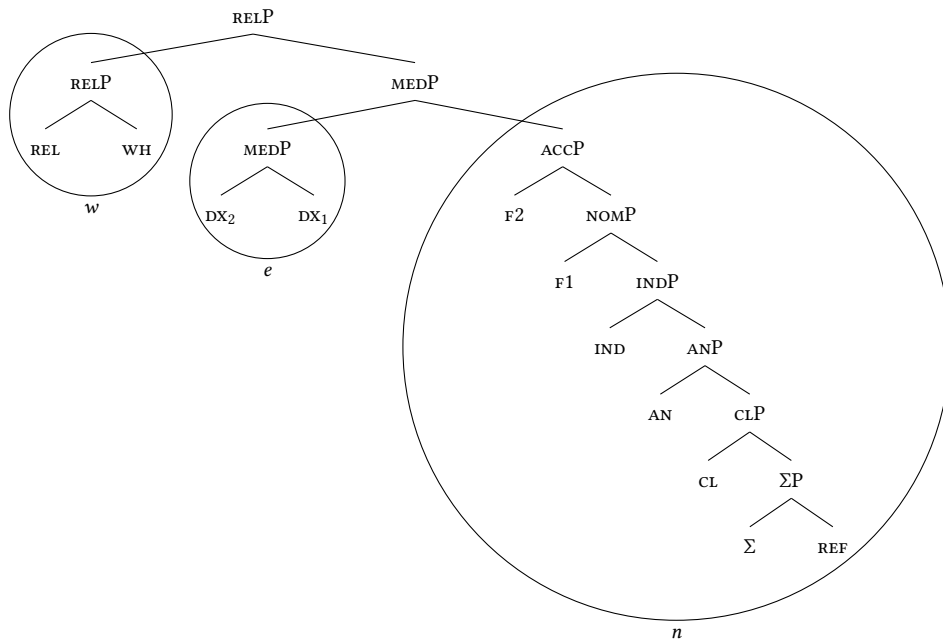 RELP
RELP MEDP
REL WH MEDP ACCP
w DX₂ DX₁ F2 NOMP
e F1 INDP
IND ANP
AN CLP
CL ΣP
Σ REF
n